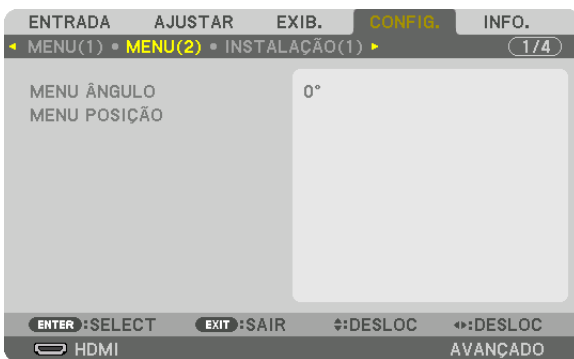 ENTRADA AJUSTAR EXIB. CONFIG. INFO.
MENU(1) • MENU(2) • INSTALAÇÃO(1) 1/4
MENU ÂNGULO 0°
MENU POSIÇÃO
ENTER :SELECT EXIT :SAIR :DESLOC :DESLOC
HDMI AVANÇADO